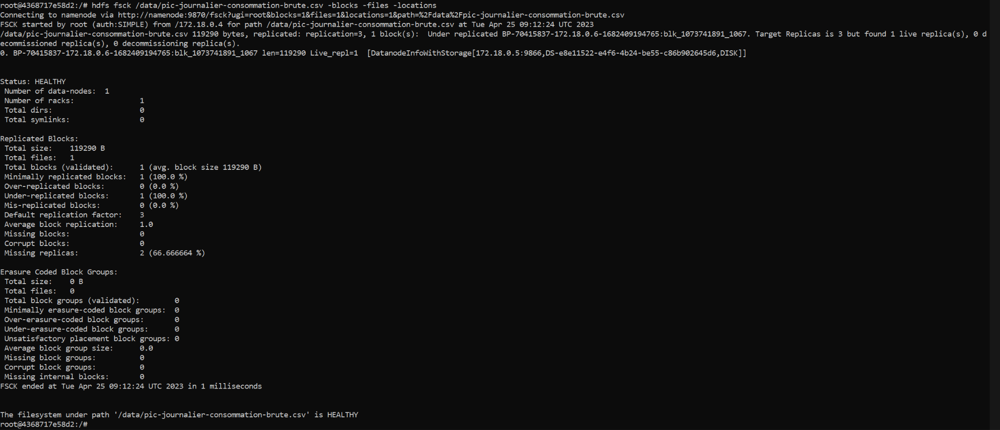 root@4368717e58d2:/# hdfs fsck /data/pic-journalier-consommation-brute.csv -blocks -files -locations
Connecting to namenode via http://namenode:9870/fsck?ugi=root&blocks=1&files=1&locations=1&path=%2Fdata%2Fpic-journalier-consommation-brute.csv
FSCK started by root (auth:SIMPLE) from /172.18.0.4 for path /data/pic-journalier-consommation-brute.csv at Tue Apr 25 09:12:24 UTC 2023
/data/pic-journalier-consommation-brute.csv 119290 bytes, replicated: replication=3, 1 block(s):  Under replicated BP-70415837-172.18.0.6-1682409194765:blk_1073741891_1067. Target Replicas is 3 but found 1 live replica(s), 0 d
ecommissioned replica(s), 0 decommissioning replica(s).
0. BP-70415837-172.18.0.6-1682409194765:blk_1073741891_1067 len=119290 Live_repl=1  [DatanodeInfoWithStorage[172.18.0.5:9866,DS-e8e11522-e4f6-4b24-be55-c86b902645d6,DISK]]
Status: HEALTHY
Number of data-nodes:  1
Number of racks:               1
Total dirs:                    0
Total symlinks:                0
Replicated Blocks:
Total size:    119290 B
Total files:   1
Total blocks (validated):      1 (avg. block size 119290 B)
Minimally replicated blocks:   1 (100.0 %)
Over-replicated blocks:        0 (0.0 %)
Under-replicated blocks:       1 (100.0 %)
Mis-replicated blocks:         0 (0.0 %)
Default replication factor:    3
Average block replication:     1.0
Missing blocks:                0
Corrupt blocks:                0
Missing replicas:              2 (66.666664 %)
Erasure Coded Block Groups:
Total size:    0 B
Total files:   0
Total block groups (validated):        0
Minimally erasure-coded block groups:  0
Over-erasure-coded block groups:       0
Under-erasure-coded block groups:      0
Unsatisfactory placement block groups: 0
Average block group size:      0.0
Missing block groups:          0
Corrupt block groups:          0
Missing internal blocks:       0
FSCK ended at Tue Apr 25 09:12:24 UTC 2023 in 1 milliseconds
The filesystem under path '/data/pic-journalier-consommation-brute.csv' is HEALTHY
root@4368717e58d2:/#